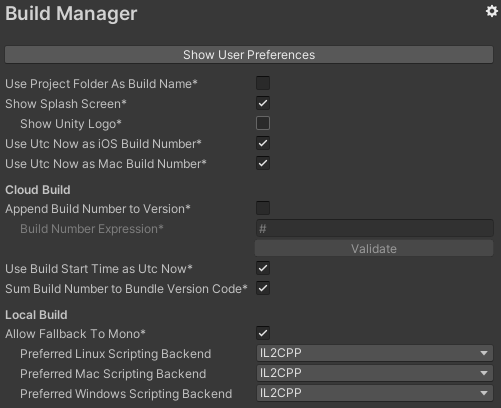 Build Manager
Show User Preferences
Use Project Folder As Build Name*
Show Splash Screen*
Show Unity Logo*
Use Utc Now as iOS Build Number*
Use Utc Now as Mac Build Number*
Cloud Build
Append Build Number to Version*
Build Number Expression* #
Validate
Use Build Start Time as Utc Now*
Sum Build Number to Bundle Version Code*
Local Build
Allow Fallback To Mono*
Preferred Linux Scripting Backend IL2CPP
Preferred Mac Scripting Backend IL2CPP
Preferred Windows Scripting Backend IL2CPP